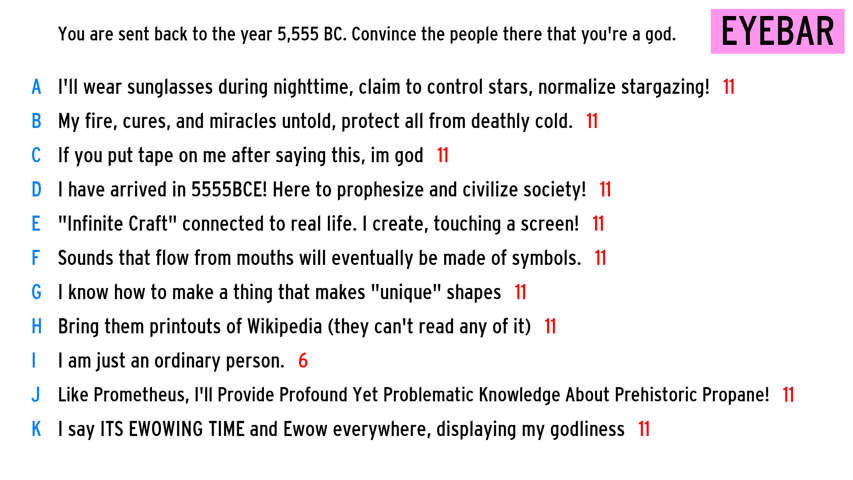 You are sent back to the year 5,555 BC. Convince the people there that you're a god.
EYEBAR
A I'll wear sunglasses during nighttime, claim to control stars, normalize stargazing! 11
B My fire, cures, and miracles untold, protect all from deathly cold. 11
C If you put tape on me after saying this, im god 11
D I have arrived in 5555BCE! Here to prophesize and civilize society! 11
E "Infinite Craft" connected to real life. I create, touching a screen! 11
F Sounds that flow from mouths will eventually be made of symbols. 11
G I know how to make a thing that makes "unique" shapes 11
H Bring them printouts of Wikipedia (they can't read any of it) 11
I I am just an ordinary person. 6
J Like Prometheus, I'll Provide Profound Yet Problematic Knowledge About Prehistoric Propane! 11
K I say ITS EWOWING TIME and Ewow everywhere, displaying my godliness 11